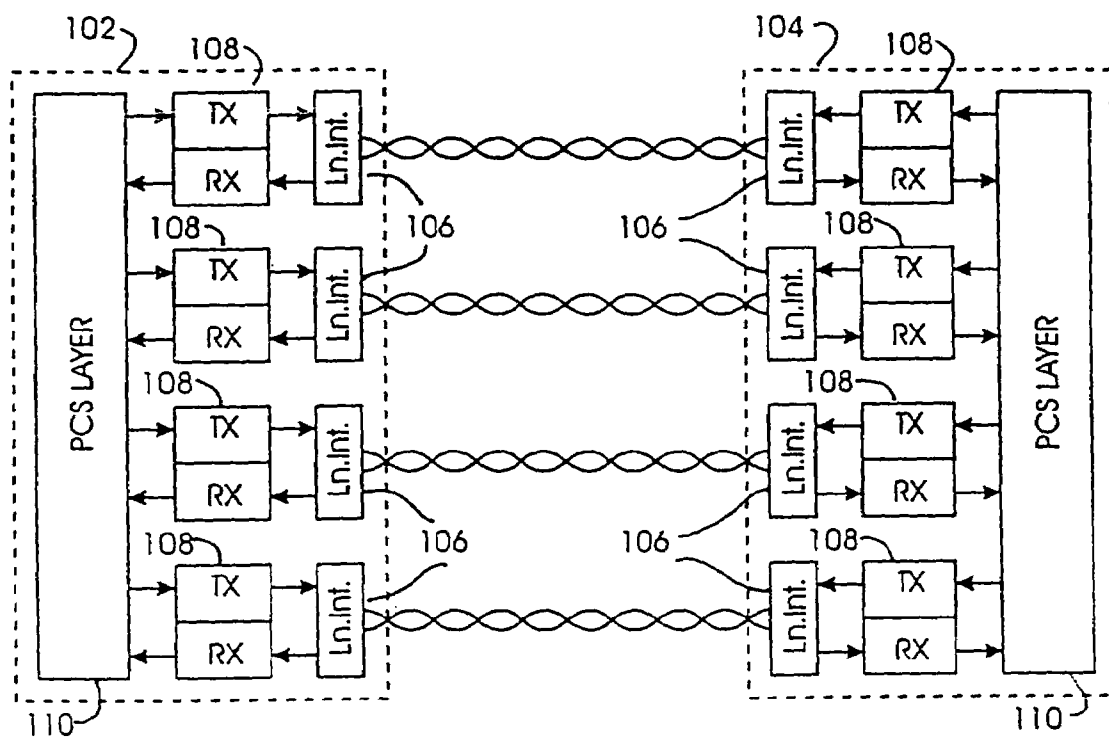 102
108
104
108
TX
RX
Ln.Int.
Ln.Int.
TX
RX
106
106
108
TX
RX
Ln.Int.
Ln.Int.
108
TX
RX
PCS LAYER
PCS LAYER
108
TX
RX
Ln.Int.
Ln.Int.
108
TX
RX
106
106
108
TX
RX
Ln.Int.
Ln.Int.
108
TX
RX
110
110